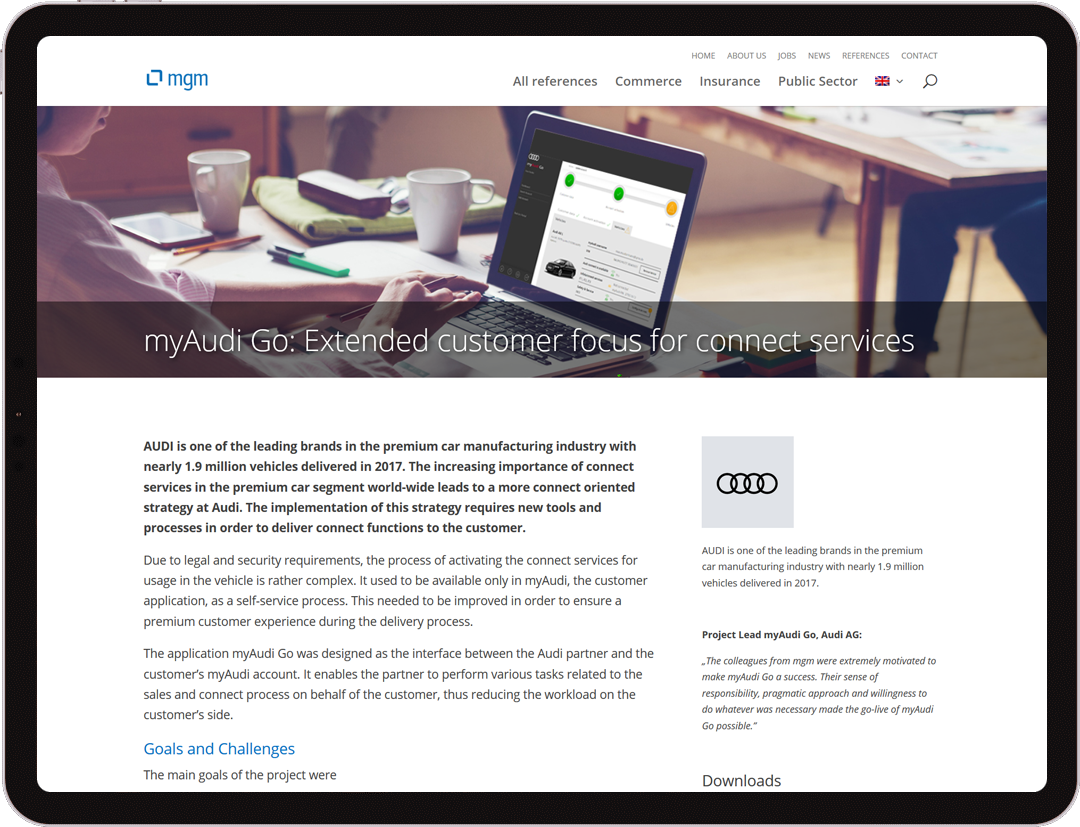 HOME ABOUT US JOBS NEWS REFERENCES CONTACT
mgm
All references Commerce Insurance Public Sector
myAudi Go: Extended customer focus for connect services
AUDI is one of the leading brands in the premium car manufacturing industry with
nearly 1.9 million vehicles delivered in 2017. The increasing importance of connect
services in the premium car segment world-wide leads to a more connect oriented
strategy at Audi. The implementation of this strategy requires new tools and
processes in order to deliver connect functions to the customer.
Due to legal and security requirements, the process of activating the connect services for
usage in the vehicle is rather complex. It used to be available only in myAudi, the customer
application, as a self-service process. This needed to be improved in order to ensure a
premium customer experience during the delivery process.
The application myAudi Go was designed as the interface between the Audi partner and the
customer’s myAudi account. It enables the partner to perform various tasks related to the
sales and connect process on behalf of the customer, thus reducing the workload on the
customer’s side.
Goals and Challenges
The main goals of the project were
AUDI is one of the leading brands in the premium
car manufacturing industry with nearly 1.9 million
vehicles delivered in 2017.
Project Lead myAudi Go, Audi AG:
„The colleagues from mgm were extremely motivated to
make myAudi Go a success. Their sense of
responsibility, pragmatic approach and willingness to
do whatever was necessary made the go-live of myAudi
Go possible.“
Downloads